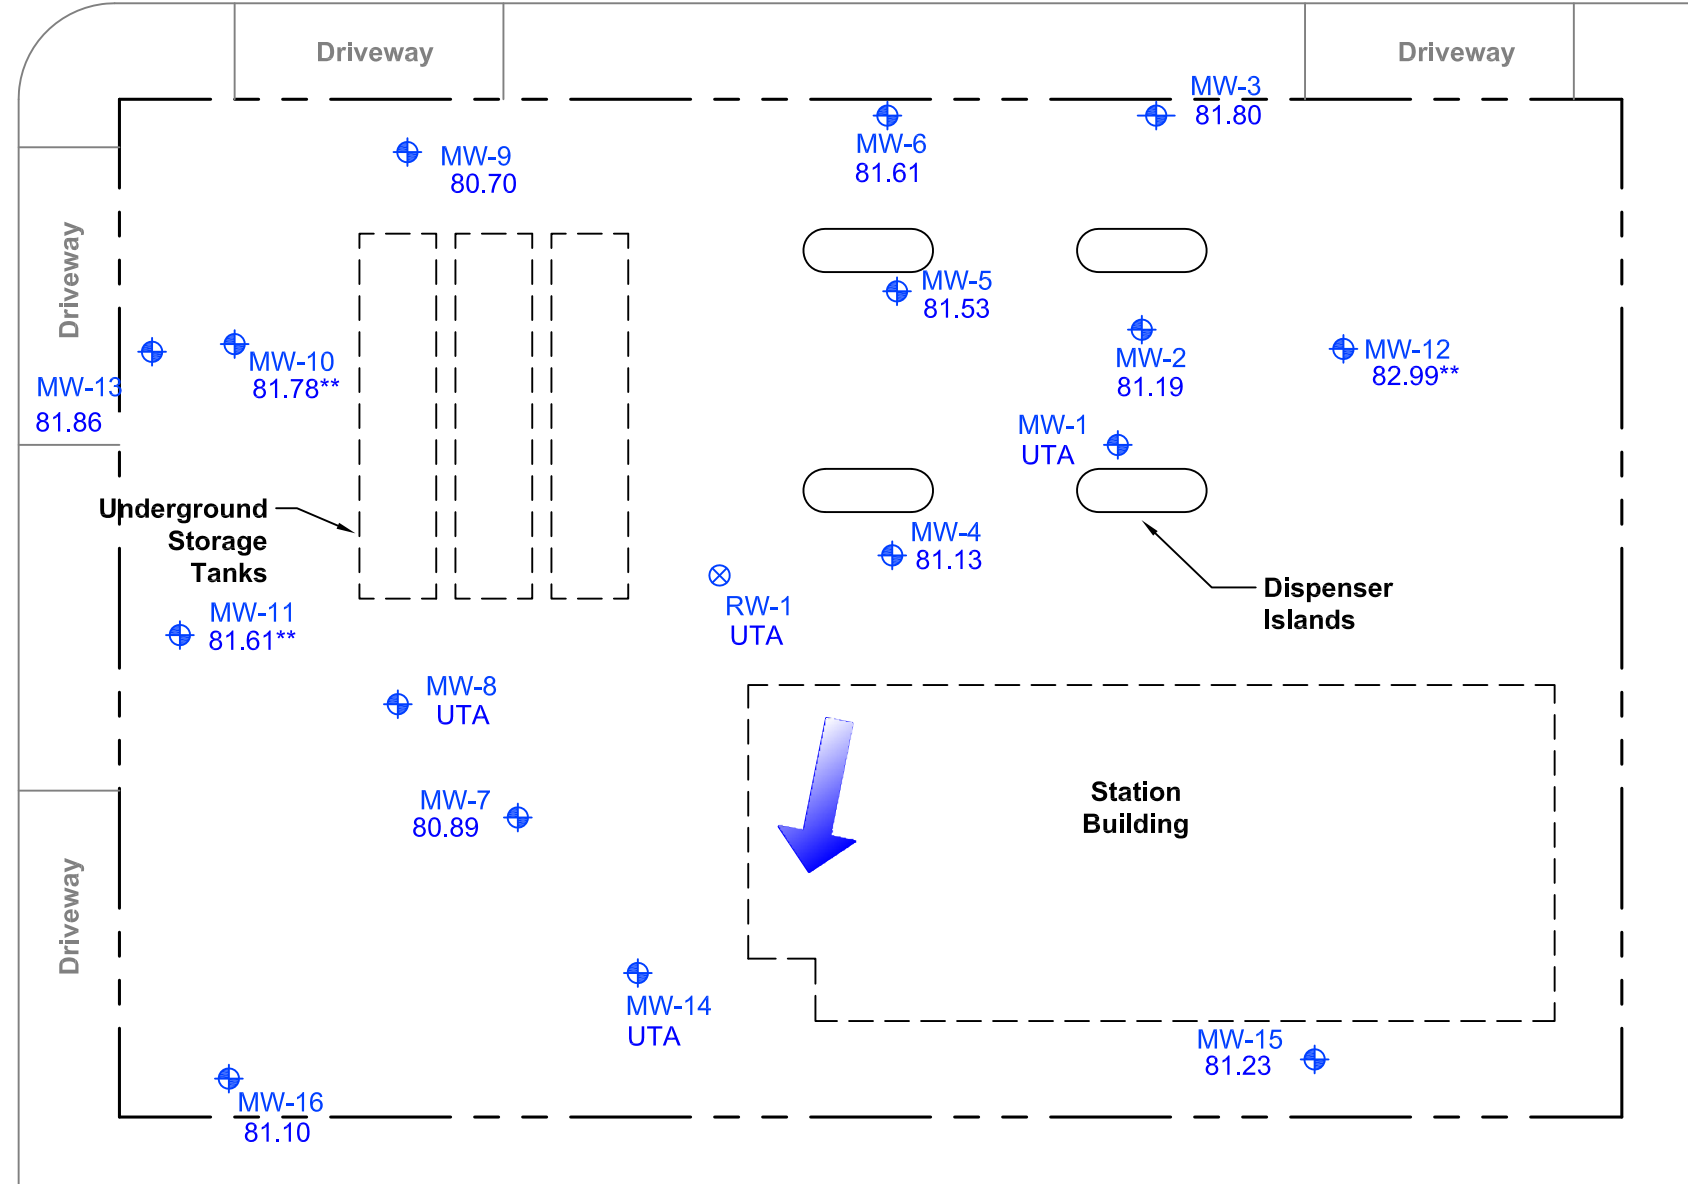 Driveway
Driveway
MW-3
81.80
MW-6
81.61
MW-9
80.70
Driveway
MW-5
81.53
MW-10
81.78**
MW-13
81.86
MW-2
81.19
MW-12
82.99**
MW-1
UTA
Underground
Storage
Tanks
MW-4
81.13
Dispenser
Islands
RW-1
UTA
MW-11
81.61**
MW-8
UTA
MW-7
80.89
Station
Building
Driveway
MW-14
UTA
MW-15
81.23
MW-16
81.10